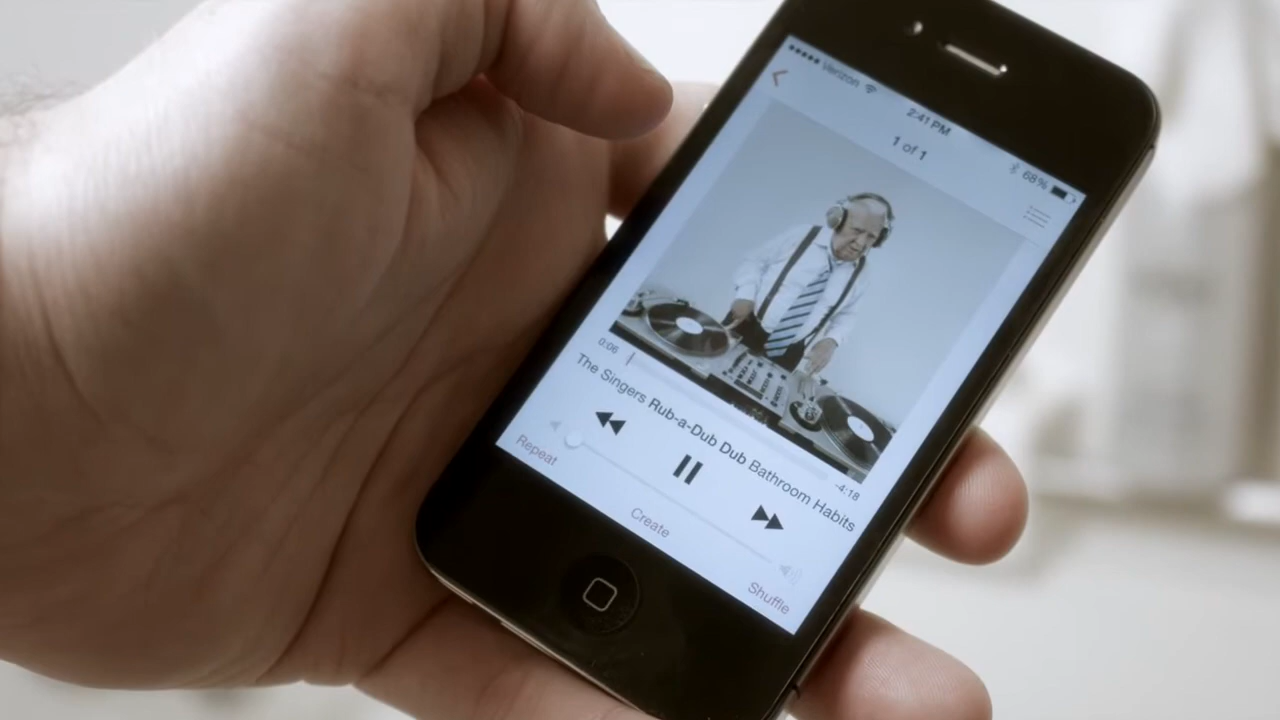 Verizon
2:41 PM
68%
1 of 1
0:06
-4:18
The Singers Rub-a-Dub Dub Bathroom Habits
Repeat
Create
Shuffle